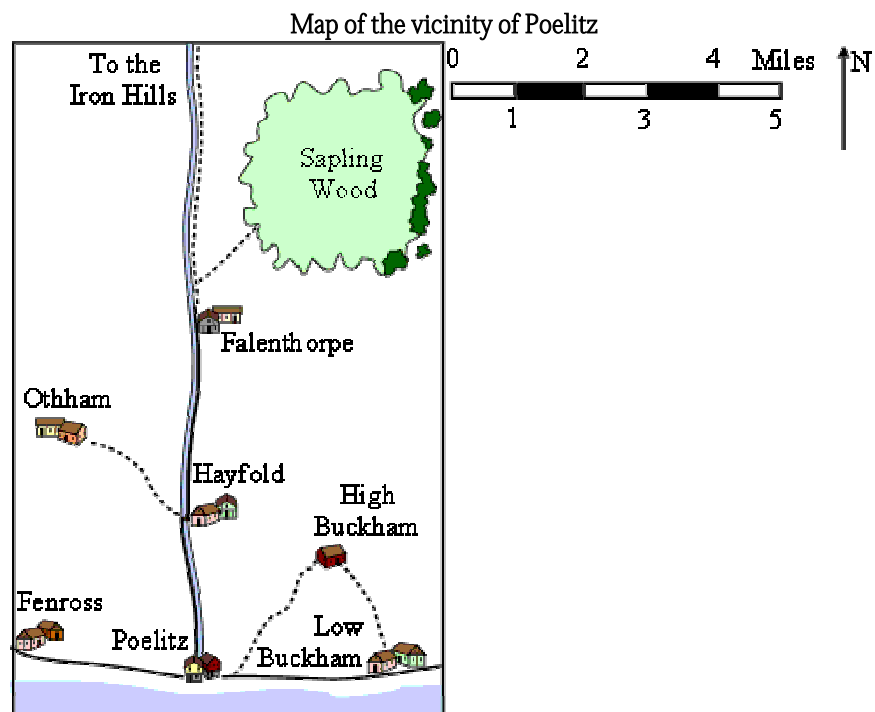 Map of the vicinity of Poelitz
To the
Iron Hills
0 2 4 Miles
N
1 3 5
Sapling
Wood
Falenthorpe
Othham
Hayfold
High
Buckham
Fenross
Poelitz
Low
Buckham